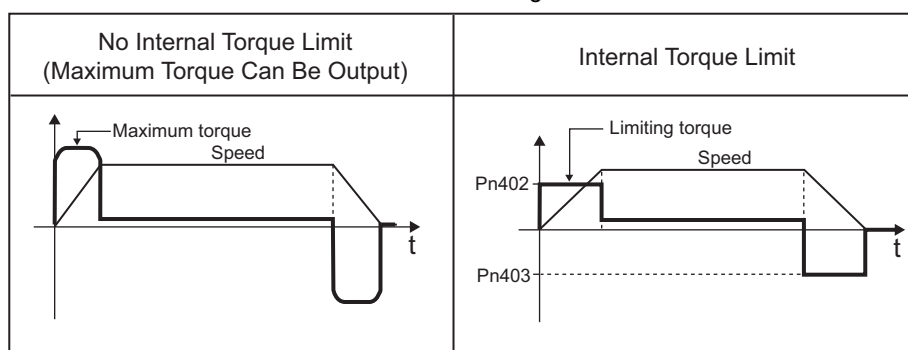 No Internal Torque Limit
(Maximum Torque Can Be Output)
Internal Torque Limit
Maximum torque
Speed
t
Limiting torque
Speed
Pn402
t
Pn403